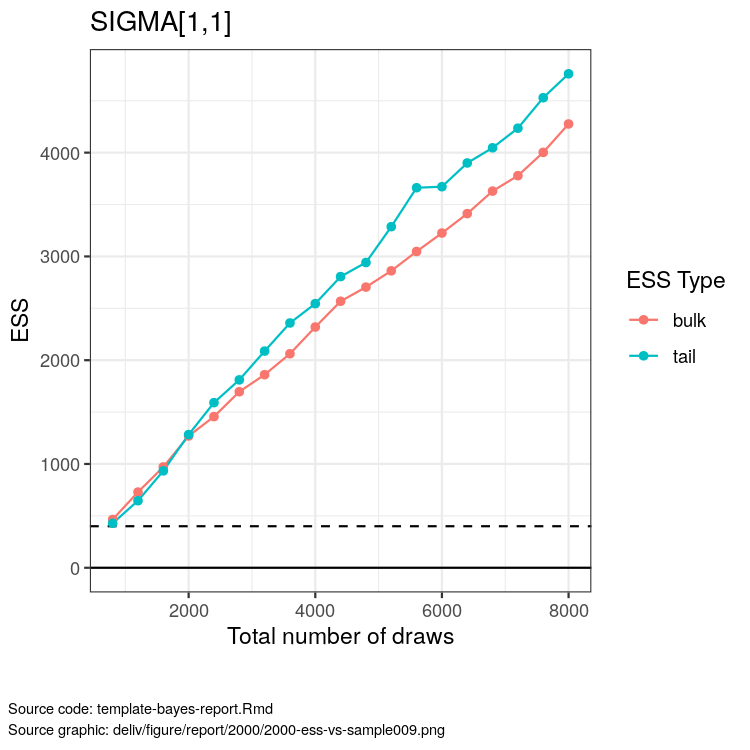 SIGMA[1,1]
ESS
4000
3000
2000
1000
0
2000 4000 6000 8000
Total number of draws
ESS Type
bulk
tail
Source code: template-bayes-report.Rmd
Source graphic: deliv/figure/report/2000/2000-ess-vs-sample009.png